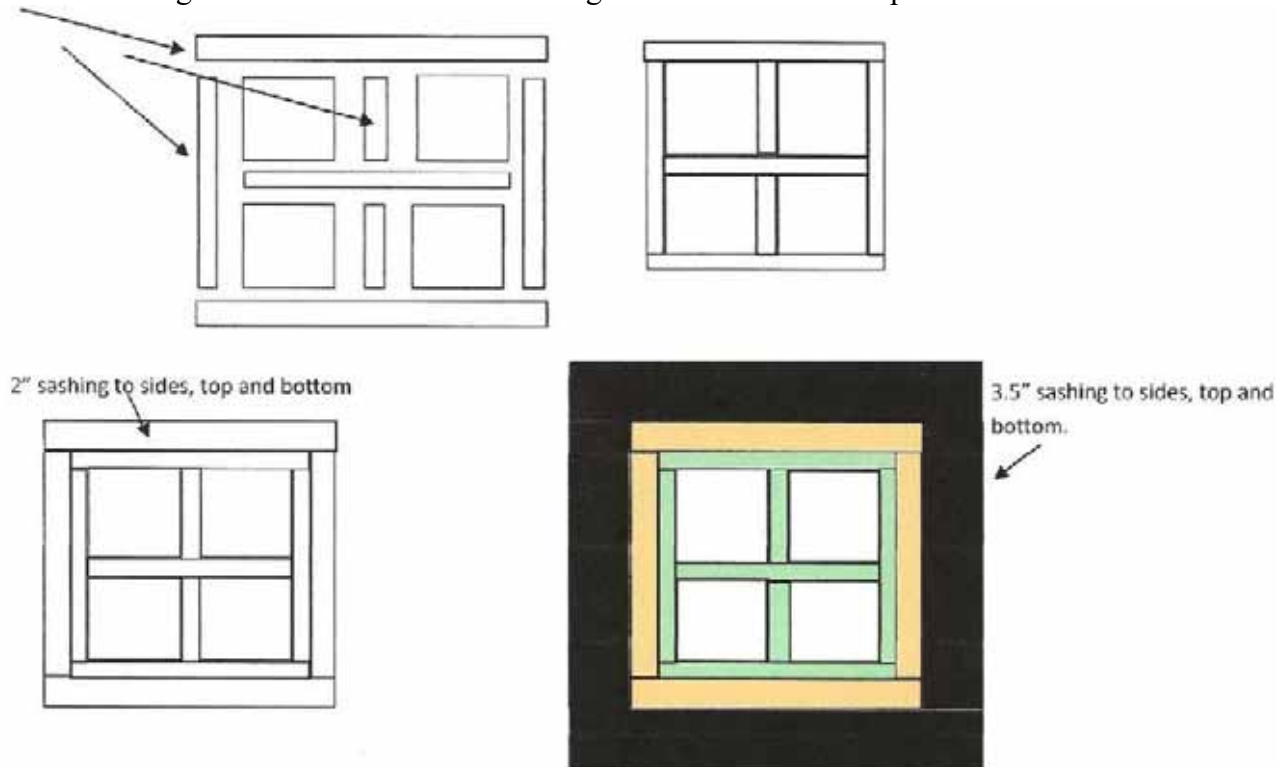 2" sashing to sides, top and bottom
3.5" sashing to sides, top and
bottom.